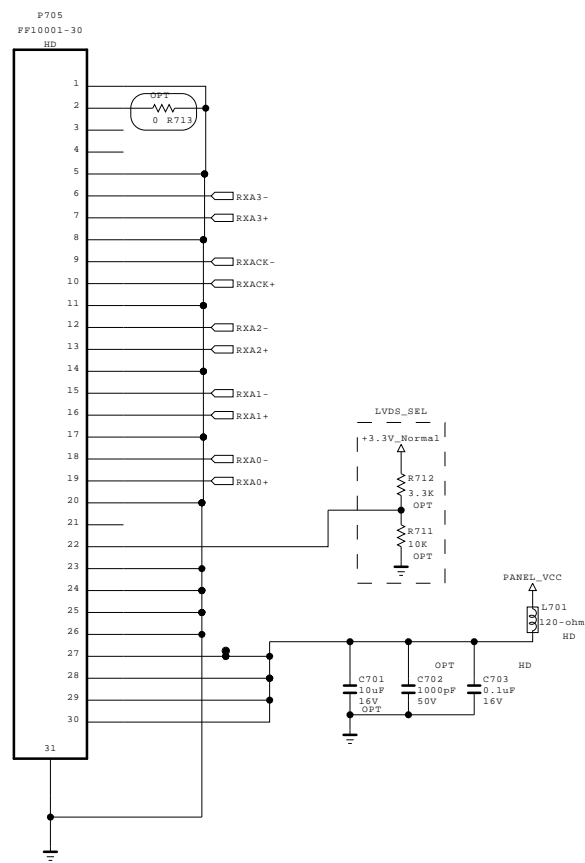 P705
FF10001-30
HD
1
OPT
2
0 R713
3
4
5
6 RXA3-
7 RXA3+
8
9 RXACK-
10 RXACK+
11
12 RXA2-
13 RXA2+
14
15 RXA1-
16 RXA1+
17
18 RXA0-
19 RXA0+
20
21
22
23
24
25
26
27
28
29
30
31
LVDS_SEL
+3.3V_Normal
R712
3.3K
OPT
R711
10K
OPT
PANEL_VCC
L701
120-ohm
HD
OPT
HD
C701
10uF
16V
OPT
C702
1000pF
50V
C703
0.1uF
16V